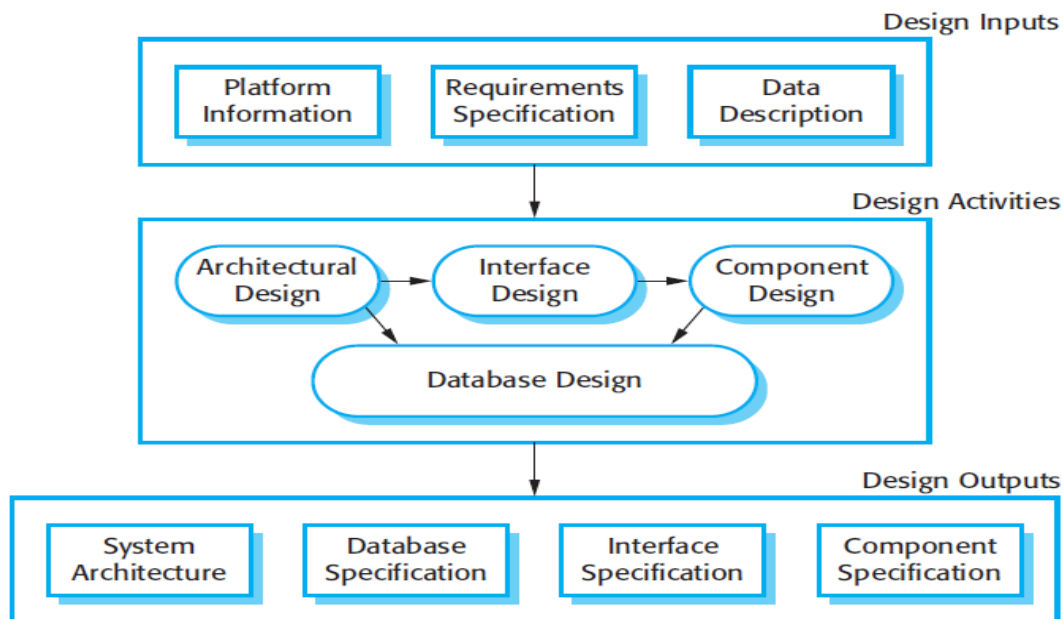 Design Inputs
Platform
Information
Requirements
Specification
Data
Description
Design Activities
Architectural
Design
Interface
Design
Component
Design
Database Design
Design Outputs
System
Architecture
Database
Specification
Interface
Specification
Component
Specification